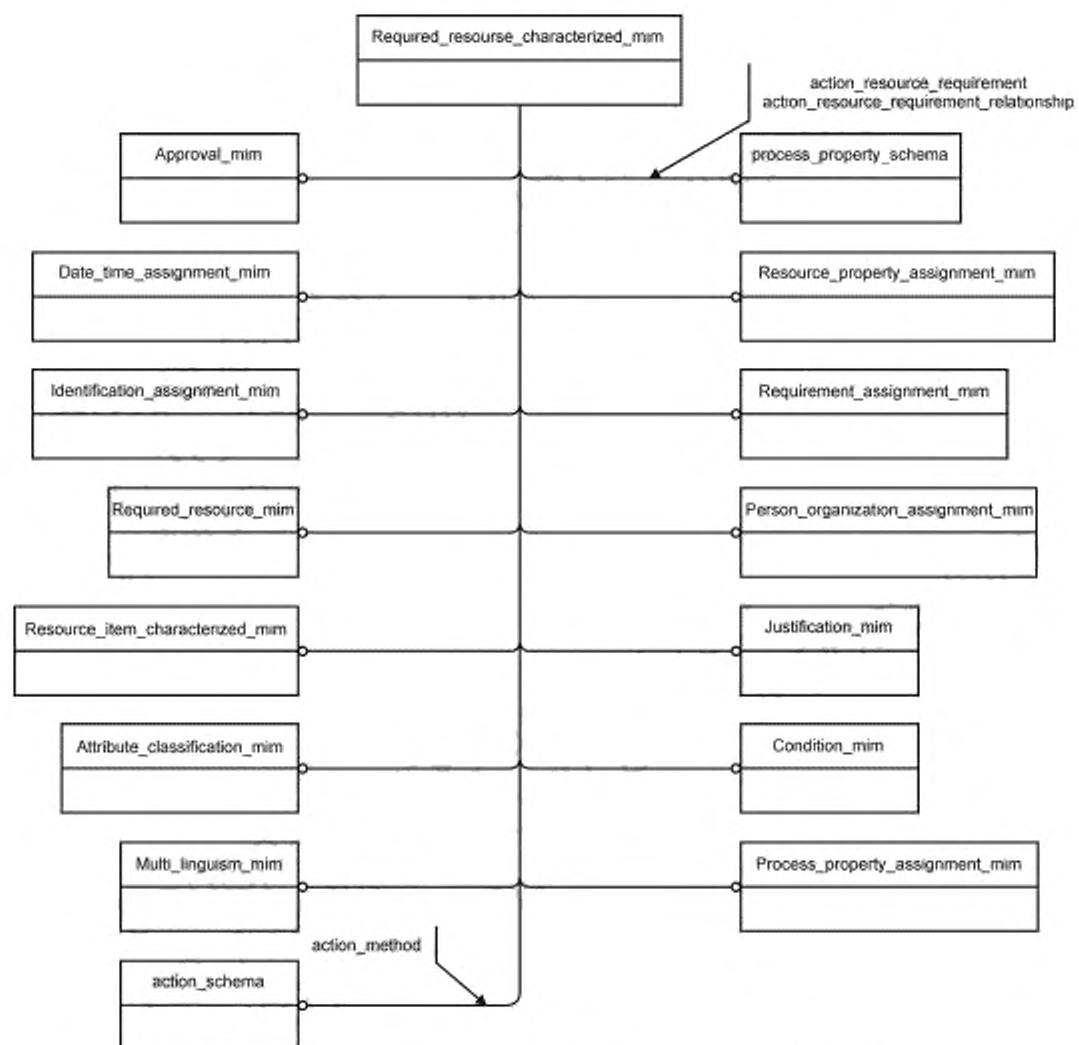 Required_resourse_characterized_mim
action_resource_requirement
action_resource_requirement_relationship
Approval_mim
process_property_schema
Date_time_assignment_mim
Resource_property_assignment_mim
Identification_assignment_mim
Requirement_assignment_mim
Required_resource_mim
Person_organization_assignment_mim
Resource_item_characterized_mim
Justification_mim
Attribute_classification_mim
Condition_mim
Multi_linguism_mim
Process_property_assignment_mim
action_method
action_schema